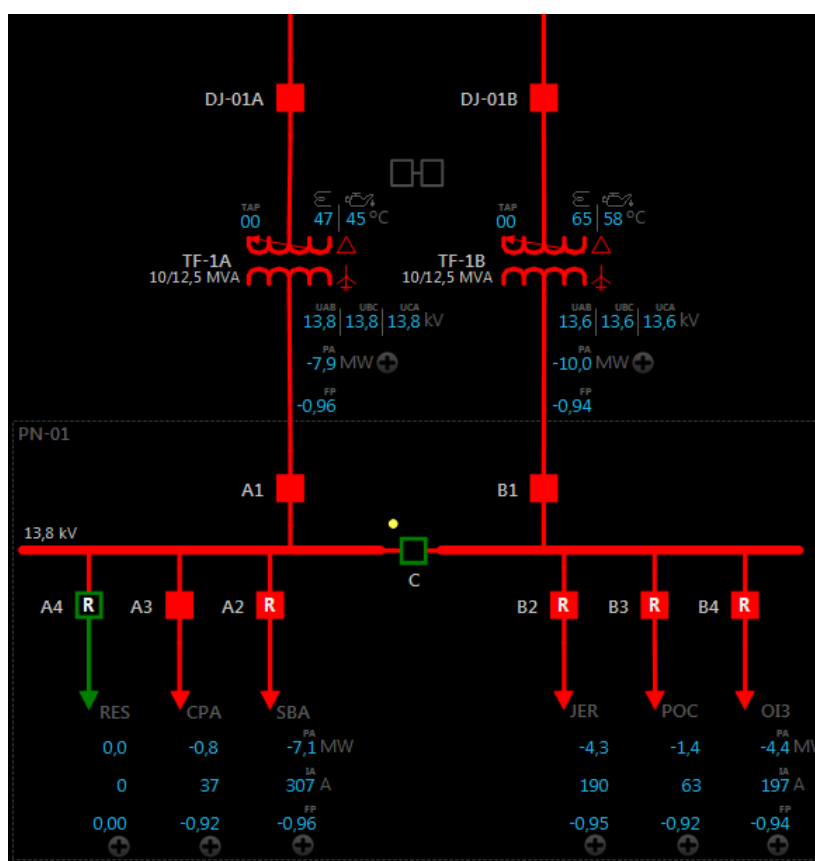 DJ-01A DJ-01B
TAP TAP
00 47 45 °C 00 65 58 °C
TF-1A TF-1B
10/12,5 MVA 10/12,5 MVA
UAB UBC UCA UAB UBC UCA
13,8 13,8 13,8 kV 13,6 13,6 13,6 kV
PA PA
-7,9 MW -10,0 MW
FP FP
-0,96 -0,94
PN-01
A1 B1
13,8 kV
C
A4 R A3 A2 R B2 R B3 R B4 R
RES CPA SBA JER POC OI3
PA PA
0,0 -0,8 -7,1 MW -4,3 -1,4 -4,4 MW
IA IA
0 37 307 A 190 63 197 A
FP FP
0,00 -0,92 -0,96 -0,95 -0,92 -0,94